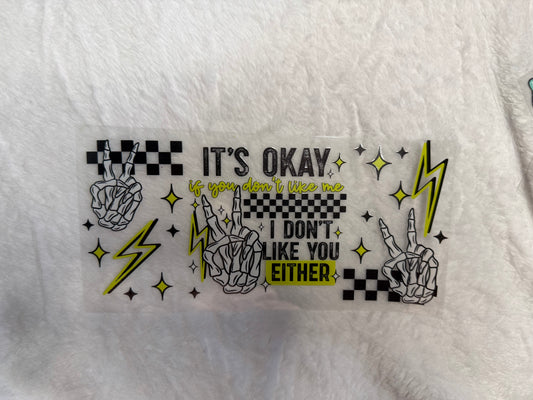 IT'S OKAY
if you don't like me
I DON'T
LIKE YOU
EITHER